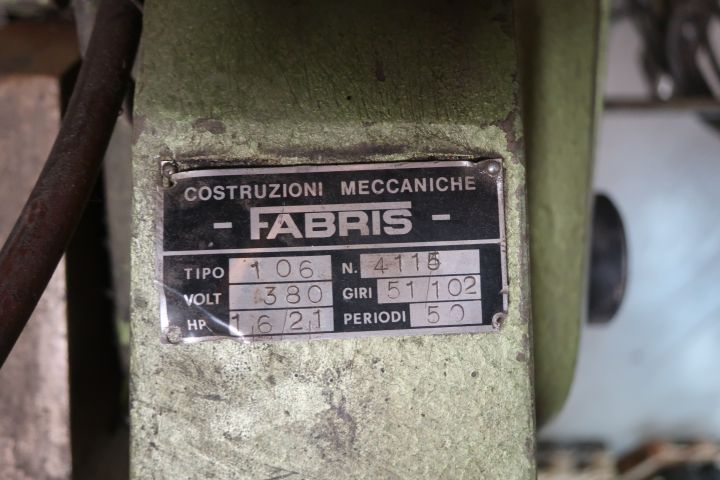 COSTRUZIONI MECCANICHE
- FABRIS -
TIPO 106 N. 4115
VOLT 380 GIRI 51/102
HP 1,6/2,1 PERIODI 50